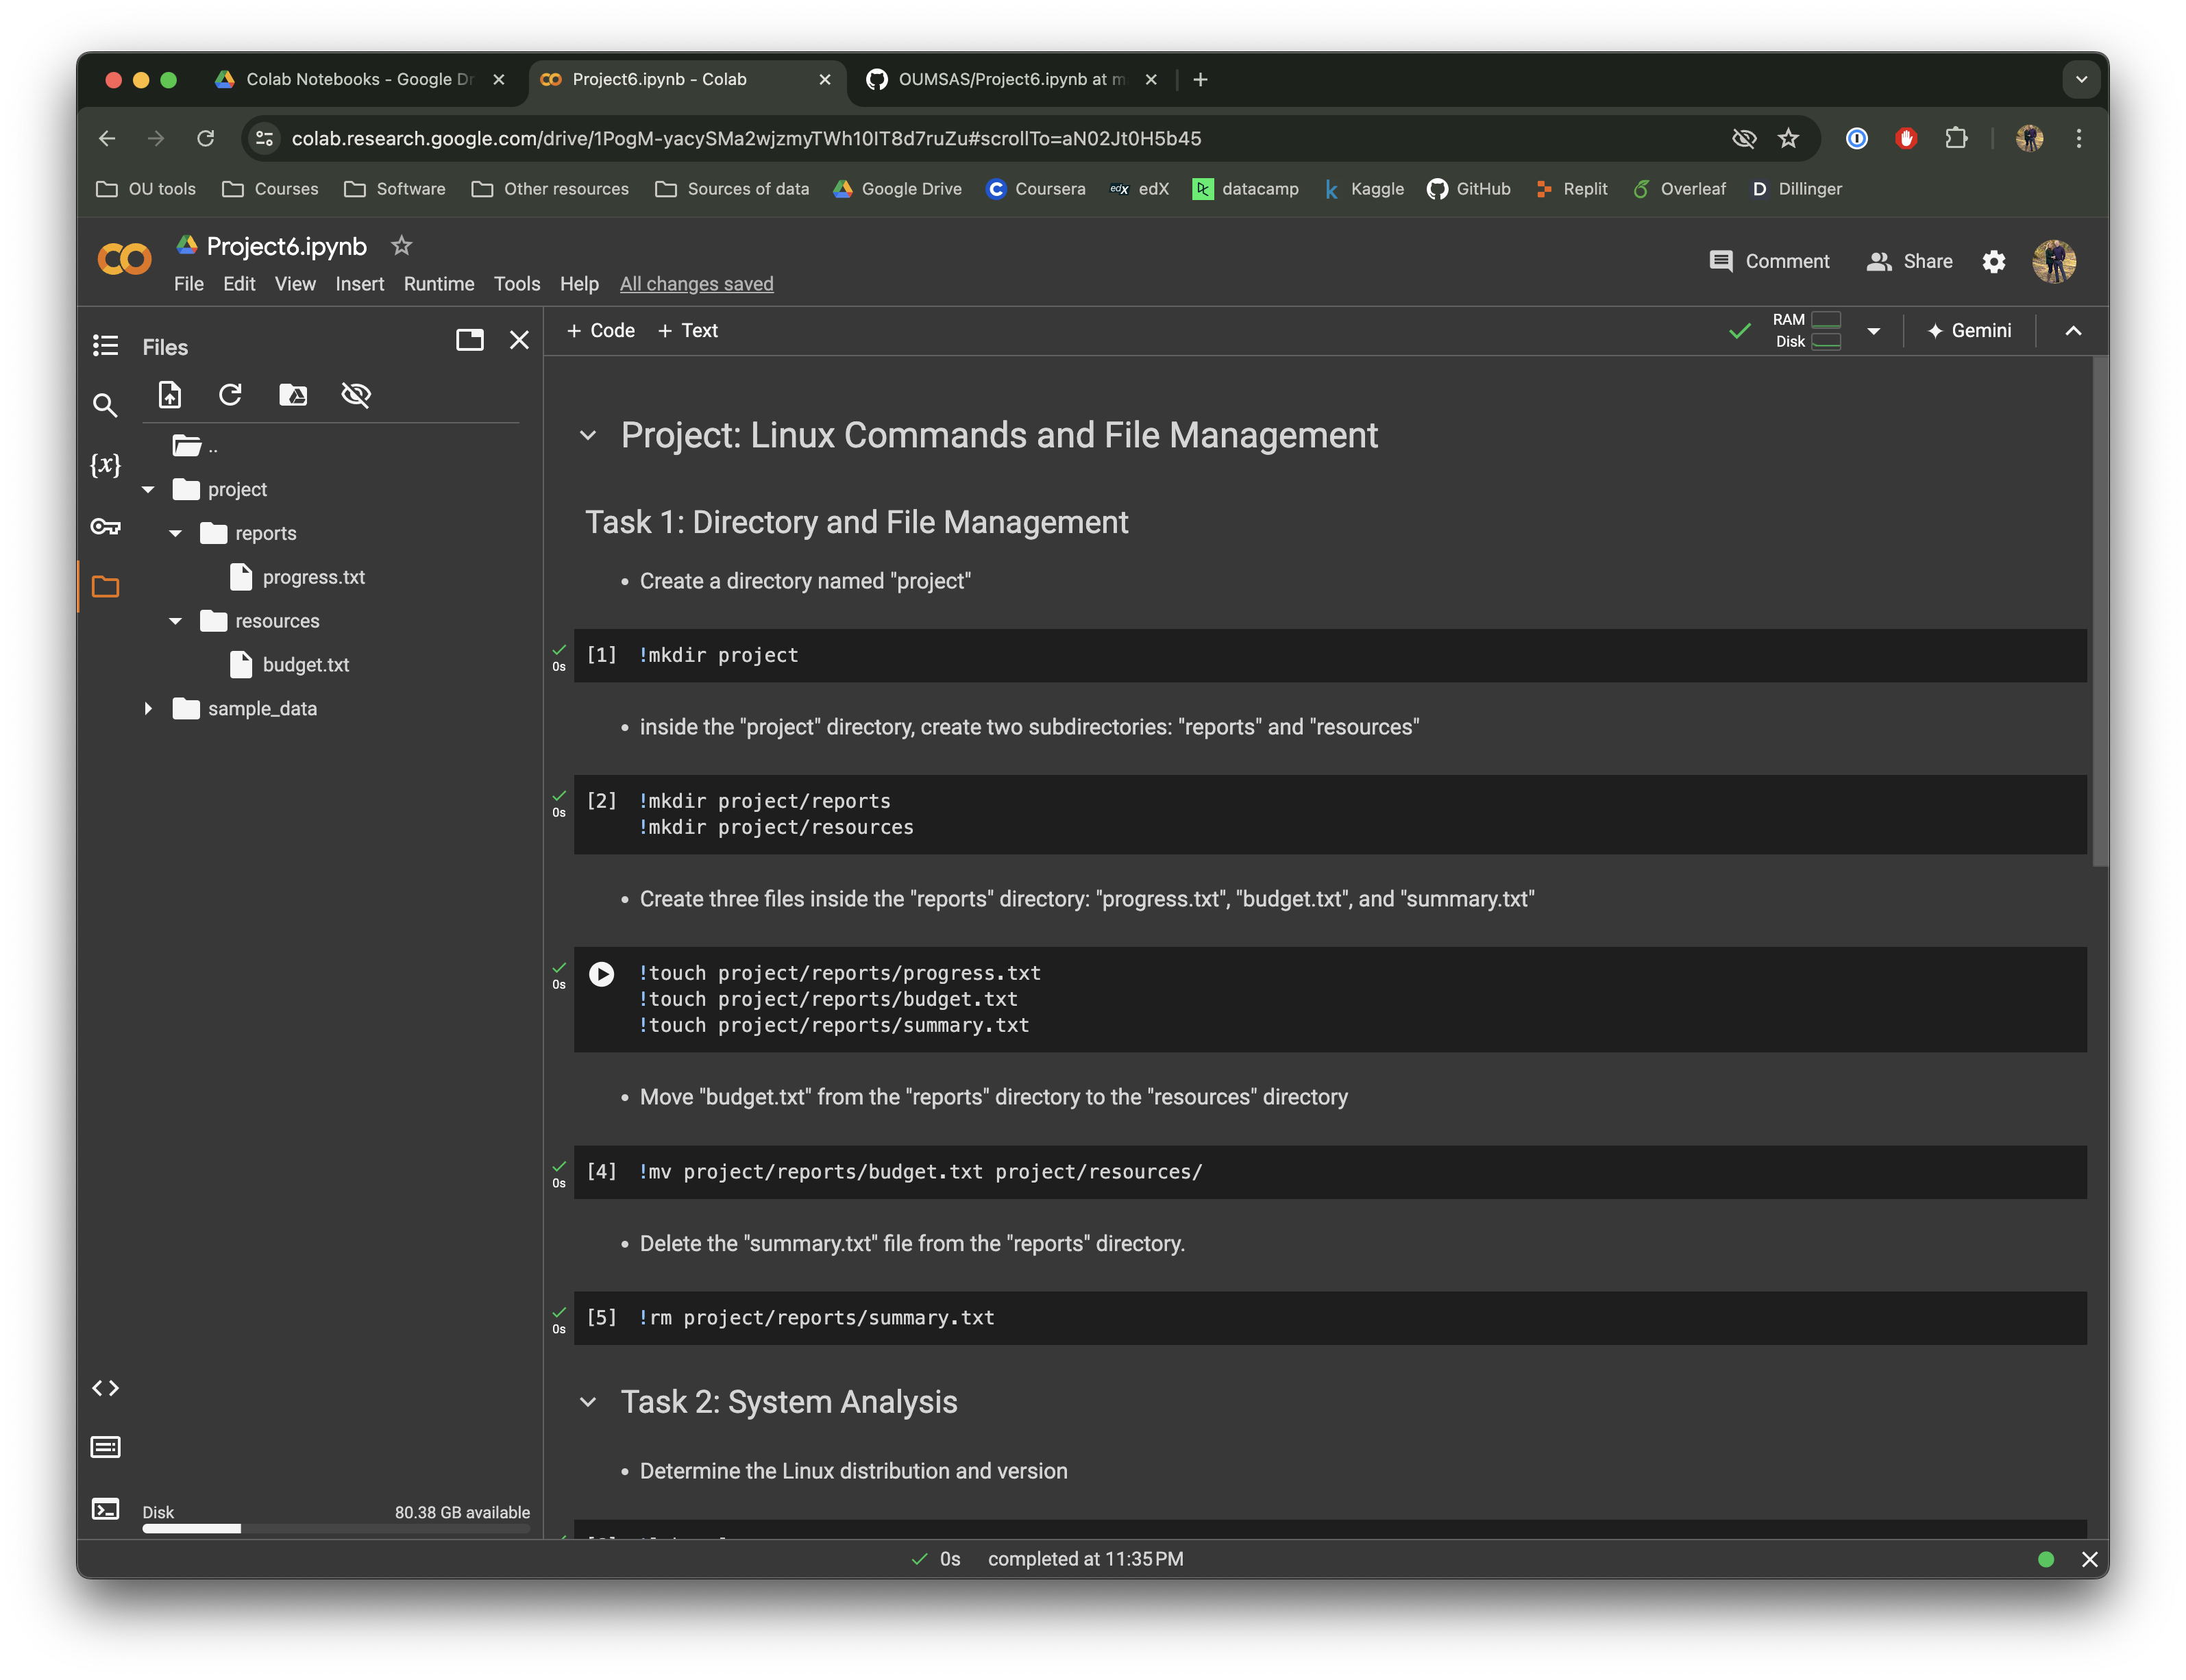 Colab Notebooks - Google Dr
Project6.ipynb - Colab
OUMSAS/Project6.ipynb at m
colab.research.google.com/drive/1PogM-yacySMa2wjzmyTWh10IT8d7ruZu#scrollTo=aN02Jt0H5b45
OU tools Courses Software Other resources Sources of data Google Drive Coursera edX edX datacamp Kaggle GitHub Replit Overleaf D Dillinger
Project6.ipynb
Comment Share
File Edit View Insert Runtime Tools Help All changes saved
Files
+ Code + Text
RAM
Disk
Gemini
..
project
reports
progress.txt
resources
budget.txt
sample_data
{x}
Disk 80.38 GB available
Project: Linux Commands and File Management
Task 1: Directory and File Management
• Create a directory named "project"
0s
[1] !mkdir project
• inside the "project" directory, create two subdirectories: "reports" and "resources"
0s
[2] !mkdir project/reports
!mkdir project/resources
• Create three files inside the "reports" directory: "progress.txt", "budget.txt", and "summary.txt"
0s
!touch project/reports/progress.txt
!touch project/reports/budget.txt
!touch project/reports/summary.txt
• Move "budget.txt" from the "reports" directory to the "resources" directory
0s
[4] !mv project/reports/budget.txt project/resources/
• Delete the "summary.txt" file from the "reports" directory.
0s
[5] !rm project/reports/summary.txt
Task 2: System Analysis
• Determine the Linux distribution and version
0s completed at 11:35 PM